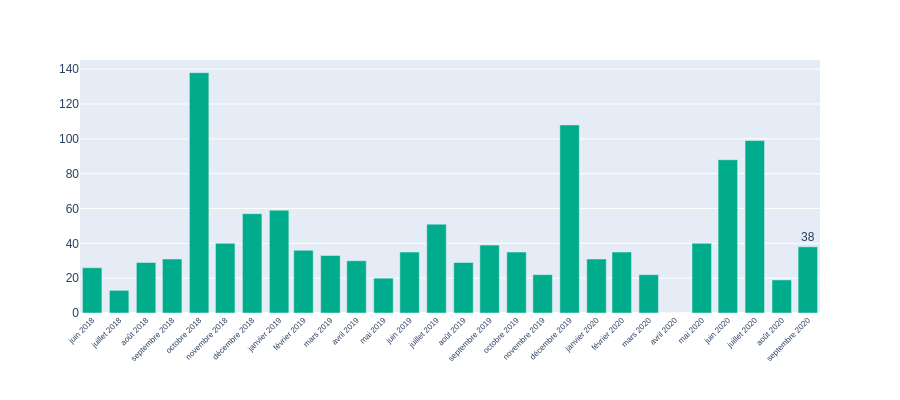 140
120
100
80
60
40
20
0
38
juin 2018
juillet 2018
août 2018
septembre 2018
octobre 2018
novembre 2018
décembre 2018
janvier 2019
février 2019
mars 2019
avril 2019
mai 2019
juin 2019
juillet 2019
août 2019
septembre 2019
octobre 2019
novembre 2019
décembre 2019
janvier 2020
février 2020
mars 2020
avril 2020
mai 2020
juin 2020
juillet 2020
août 2020
septembre 2020